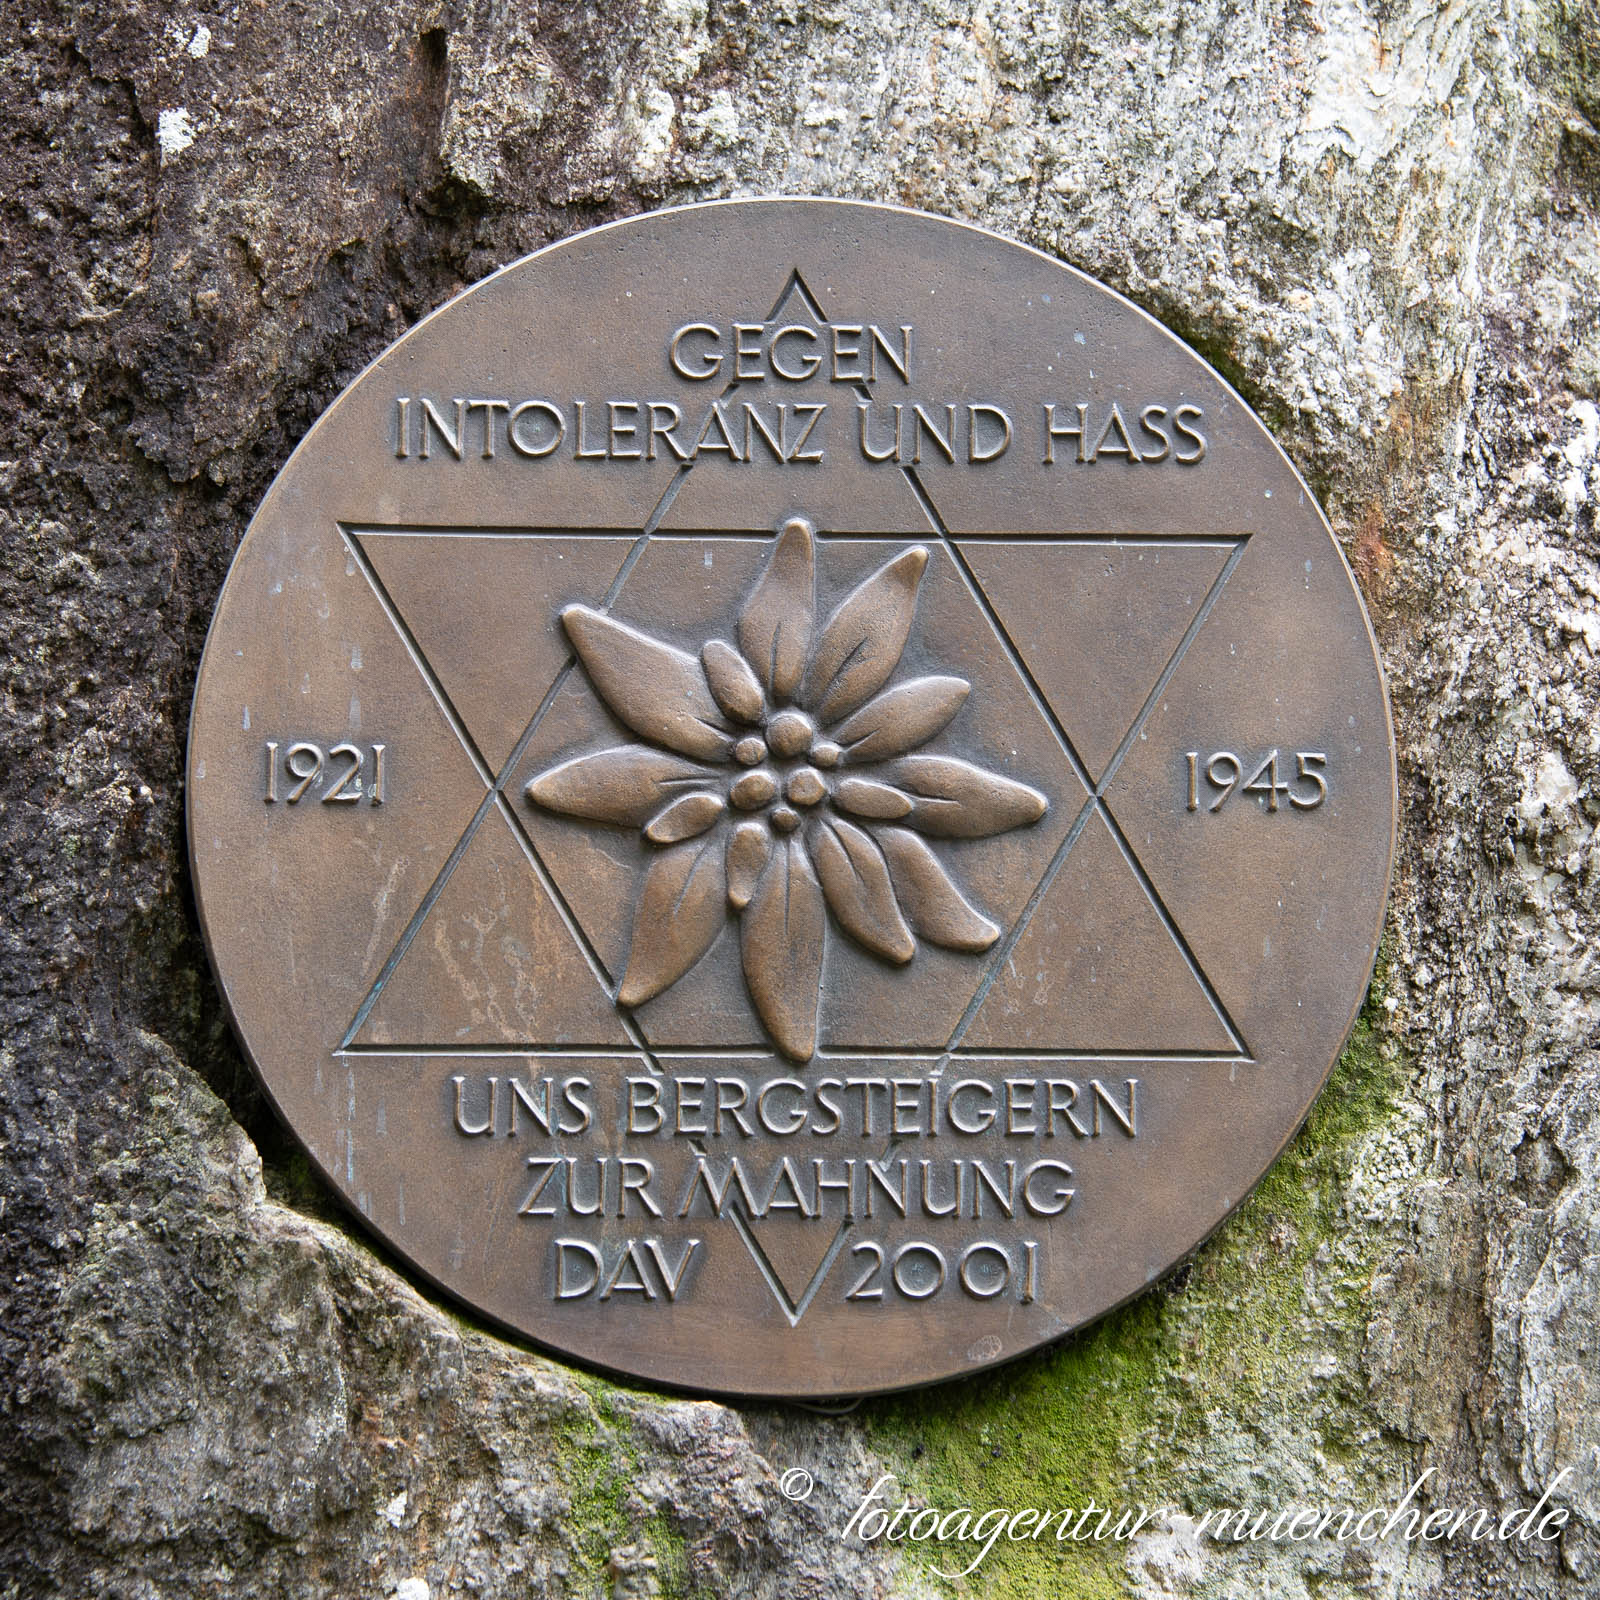 GEGEN
INTOLERANZ UND HASS
1921 1945
UNS BERGSTEIGERN
ZUR MAHNUNG
DAV 2001
© fotoagentur-muenchen.de